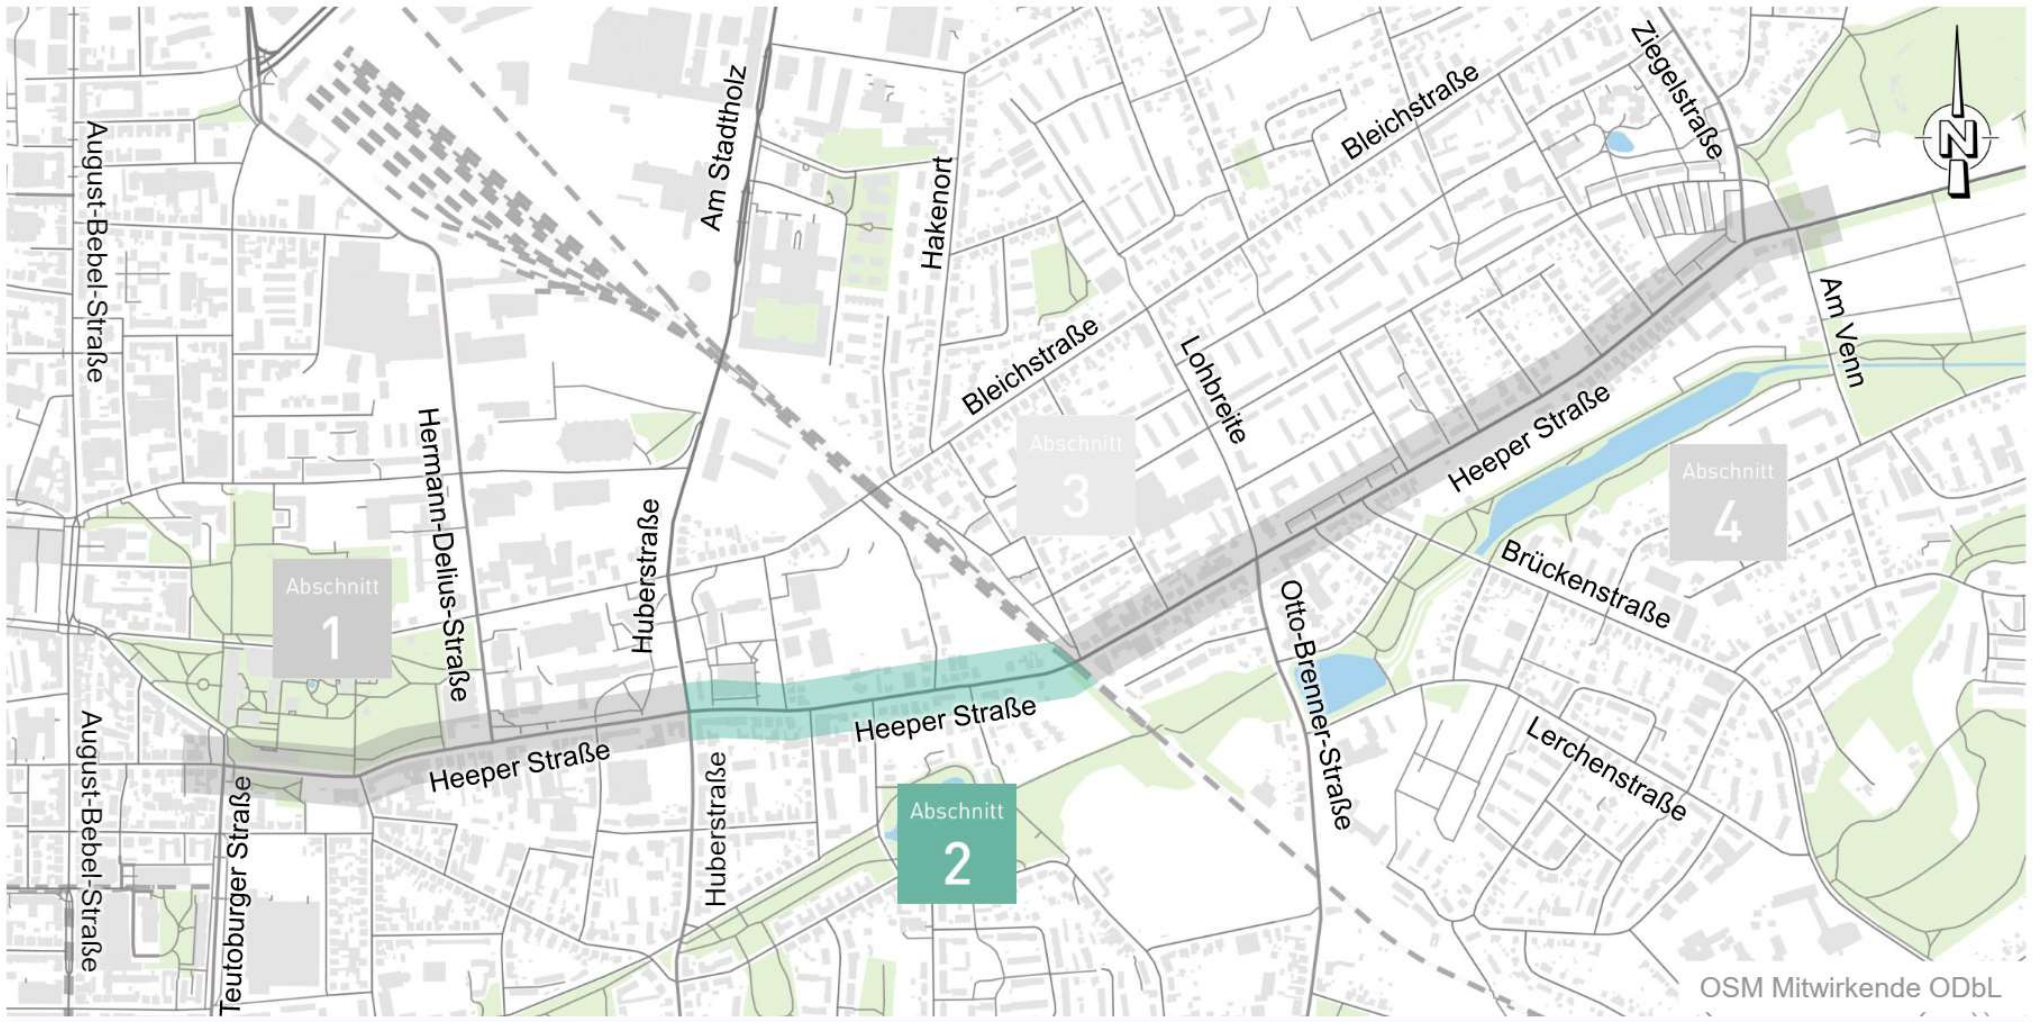 Ziegelstraße
Bleichstraße
Am Stadtholz
August-Bebel-Straße
Hakenort
N
Am Venn
Bleichstraße
Lohbreite
Heeper Straße
Hermann-Delius-Straße
Abschnitt
3
Abschnitt
4
Huberstraße
Brückenstraße
Abschnitt
1
Otto-Brenner-Straße
Heeper Straße
Heeper Straße
August-Bebel-Straße
Lerchenstraße
Huberstraße
Teutoburger Straße
Abschnitt
2
OSM Mitwirkende ODbL